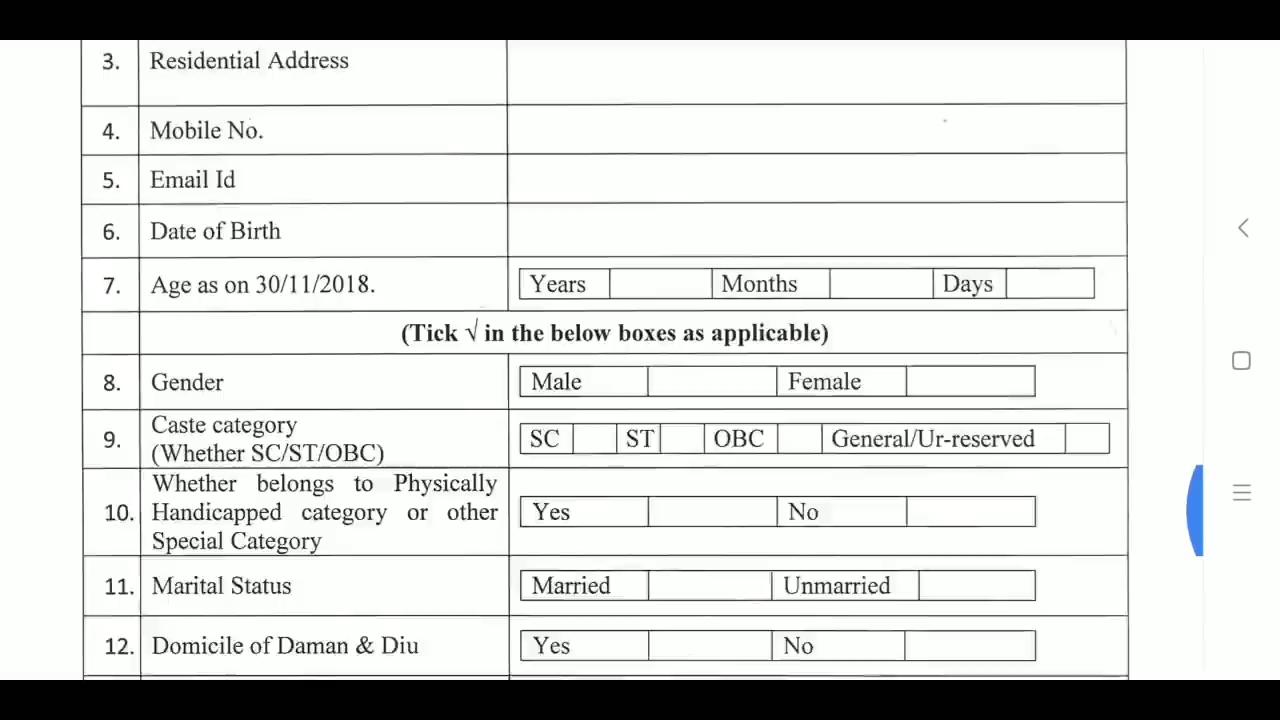 3. Residential Address
4. Mobile No.
5. Email Id
6. Date of Birth
7. Age as on 30/11/2018. Years Months Days
(Tick √ in the below boxes as applicable)
8. Gender Male Female
9. Caste category
(Whether SC/ST/OBC) SC ST OBC General/Ur-reserved
Whether belongs to Physically
10. Handicapped category or other Yes No
Special Category
11. Marital Status Married Unmarried
12. Domicile of Daman & Diu Yes No